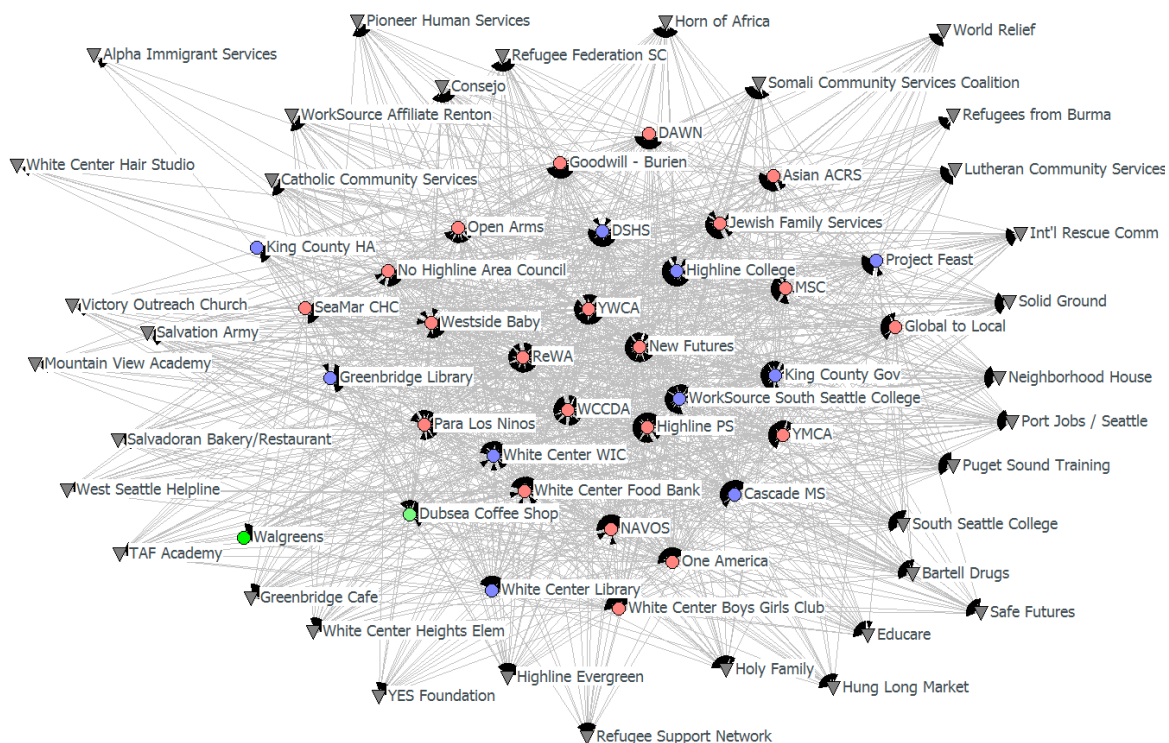 Pioneer Human Services
Horn of Africa
World Relief
Alpha Immigrant Services
Refugee Federation SC
Consejo
Somali Community Services Coalition
WorkSource Affiliate Renton
Refugees from Burma
DAWN
White Center Hair Studio
Goodwill - Burien
Catholic Community Services
Asian ACRS
Lutheran Community Services
Open Arms
DSHS
Jewish Family Services
Int'l Rescue Comm
King County HA
Project Feast
No Highline Area Council
Highline College
MSC
Victory Outreach Church
SeaMar CHC
YWCA
Solid Ground
Westside Baby
Global to Local
Salvation Army
New Futures
ReWA
Mountain View Academy
Greenbridge Library
King County Gov
Neighborhood House
WorkSource South Seattle College
WCCDA
Para Los Ninos
Highline PS
YMCA
Port Jobs / Seattle
Salvadoran Bakery/Restaurant
White Center WIC
Puget Sound Training
West Seattle Helpline
White Center Food Bank
Cascade MS
Dubsea Coffee Shop
NAVOS
South Seattle College
Walgreens
TAF Academy
One America
Bartell Drugs
White Center Library
Greenbridge Cafe
White Center Boys Girls Club
Safe Futures
White Center Heights Elem
Educare
Holy Family
Highline Evergreen
Hung Long Market
YES Foundation
Refugee Support Network